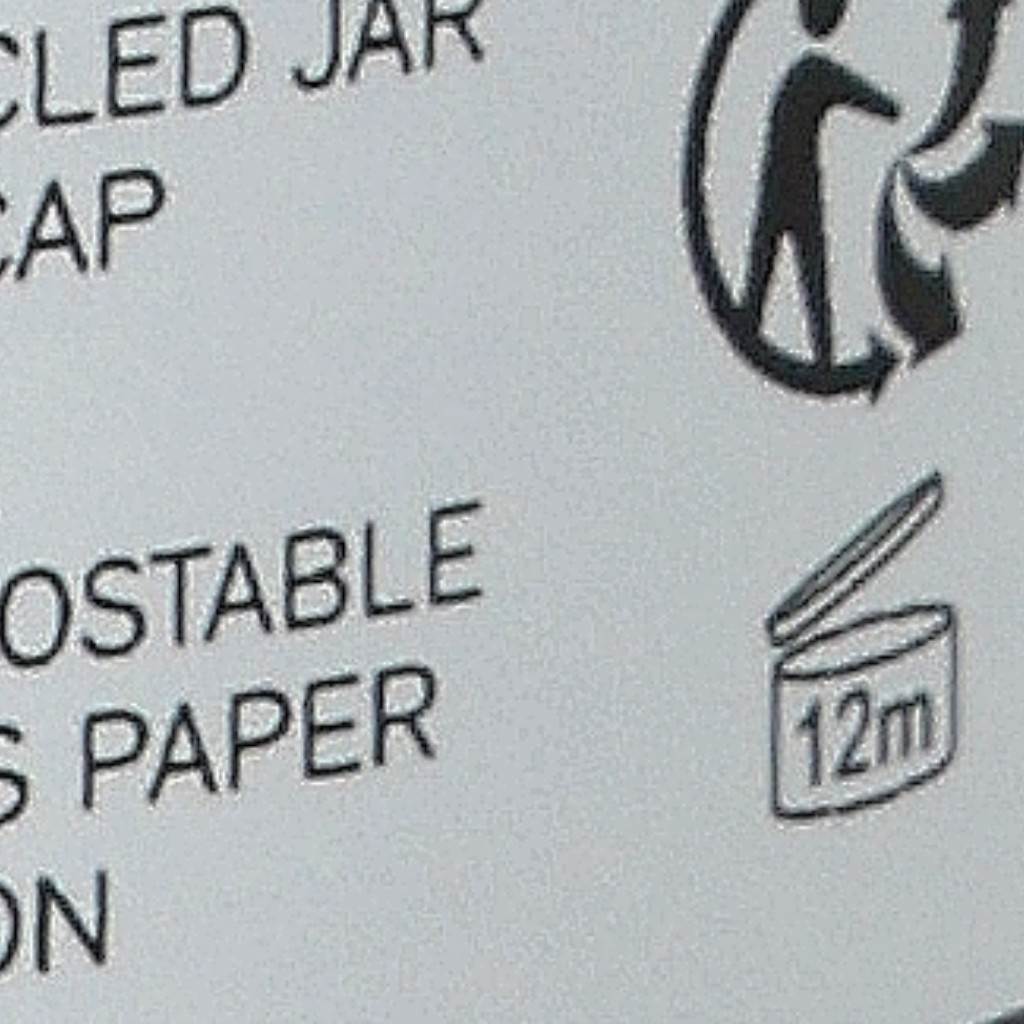 CLED JAR
CAP
OSTABLE
S PAPER
ON
12m